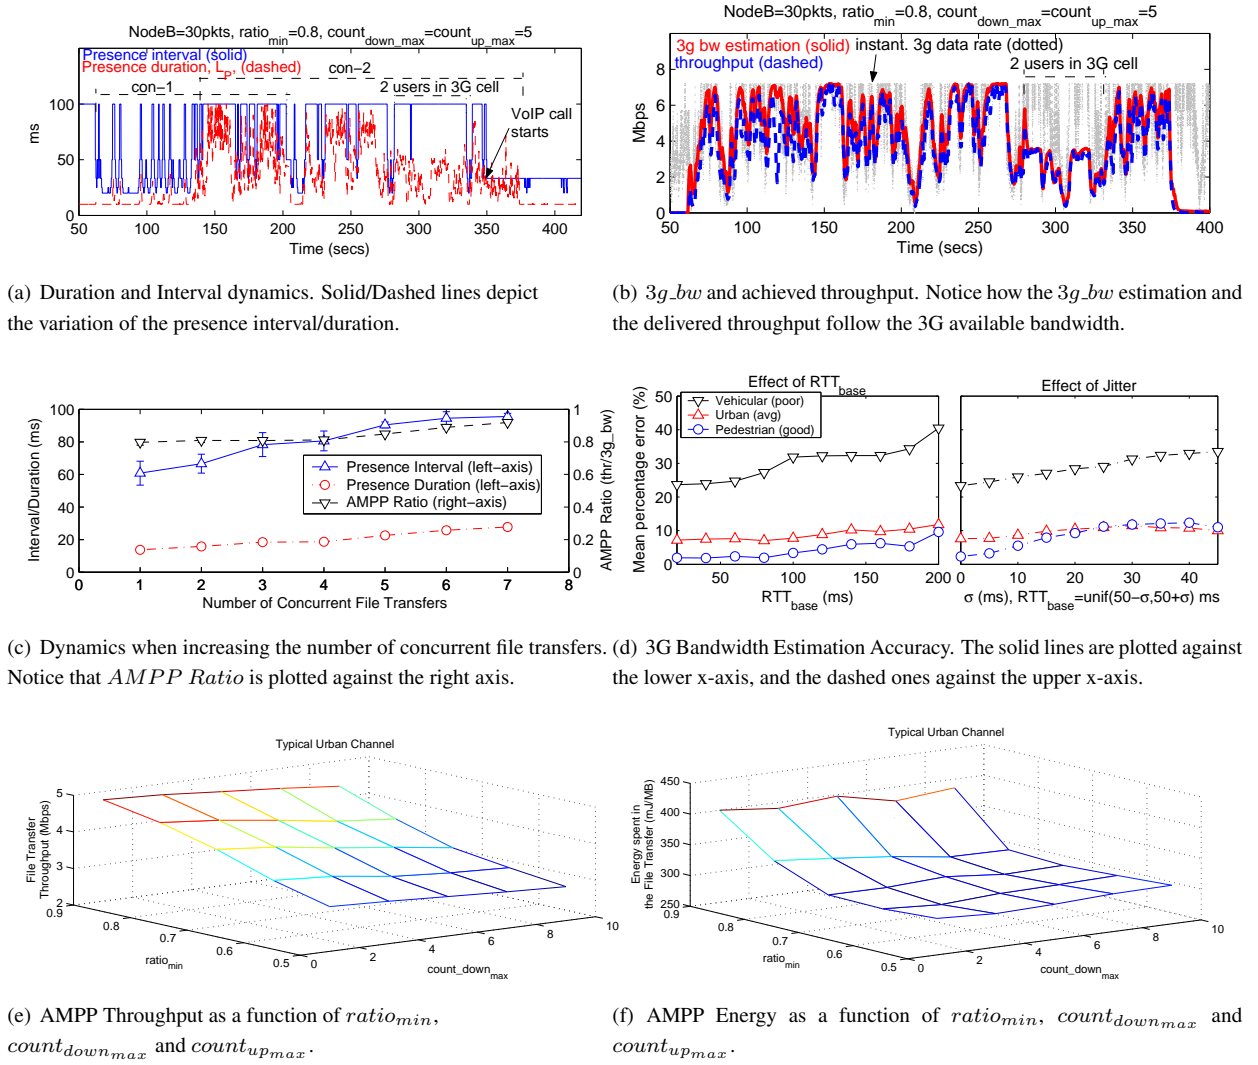 NodeB=30pkts, ratio_min=0.8, count_down_max=count_up_max=5
Presence interval (solid)
Presence duration, L_P, (dashed)
con−2
con−1
2 users in 3G cell
VoIP call
starts
ms
150
100
50
0
50 100 150 200 250 300 350 400
Time (secs)
NodeB=30pkts, ratio_min=0.8, count_down_max=count_up_max=5
3g bw estimation (solid) instant. 3g data rate (dotted)
throughput (dashed)
2 users in 3G cell
Mbps
8
6
4
2
0
50 100 150 200 250 300 350 400
Time (secs)
(a) Duration and Interval dynamics. Solid/Dashed lines depict
the variation of the presence interval/duration.
(b) 3g_bw and achieved throughput. Notice how the 3g_bw estimation and
the delivered throughput follow the 3G available bandwidth.
Interval/Duration (ms)
100
80
60
40
20
0
Presence Interval (left−axis)
Presence Duration (left−axis)
AMPP Ratio (right−axis)
1
0.8
0.6
0.4
0.2
0
AMPP Ratio (thr/3g_bw)
0 1 2 3 4 5 6 7 8
Number of Concurrent File Transfers
Effect of RTT_base
Vehicular (poor)
Urban (avg)
Pedestrian (good)
Mean percentage error (%)
50
40
30
20
10
0
50 100 150 200
RTT_base (ms)
Effect of Jitter
0 10 20 30 40
σ (ms), RTT_base=unif(50−σ,50+σ) ms
(c) Dynamics when increasing the number of concurrent file transfers.
Notice that AMPP Ratio is plotted against the right axis.
(d) 3G Bandwidth Estimation Accuracy. The solid lines are plotted against
the lower x-axis, and the dashed ones against the upper x-axis.
Typical Urban Channel
File Transfer
Throughput (Mbps)
5
4
3
2
0.9
0.8
0.7
0.6
0.5
ratio_min
0
2
4
6
8
10
count_down_max
Typical Urban Channel
Energy spent in
the File Transfer (mJ/MB)
450
400
350
300
250
0.9
0.8
0.7
0.6
0.5
ratio_min
0
2
4
6
8
10
count_down_max
(e) AMPP Throughput as a function of ratio_min,
count_down_max and count_up_max.
(f) AMPP Energy as a function of ratio_min, count_down_max and
count_up_max.